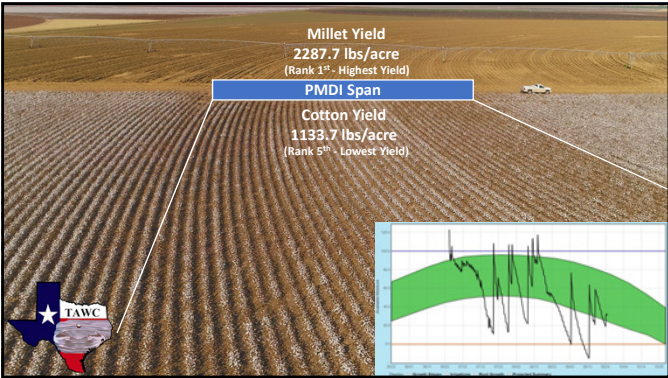 Millet Yield
2287.7 lbs/acre
(Rank 1st - Highest Yield)
PMDI Span
Cotton Yield
1133.7 lbs/acre
(Rank 5th - Lowest Yield)
TAWC